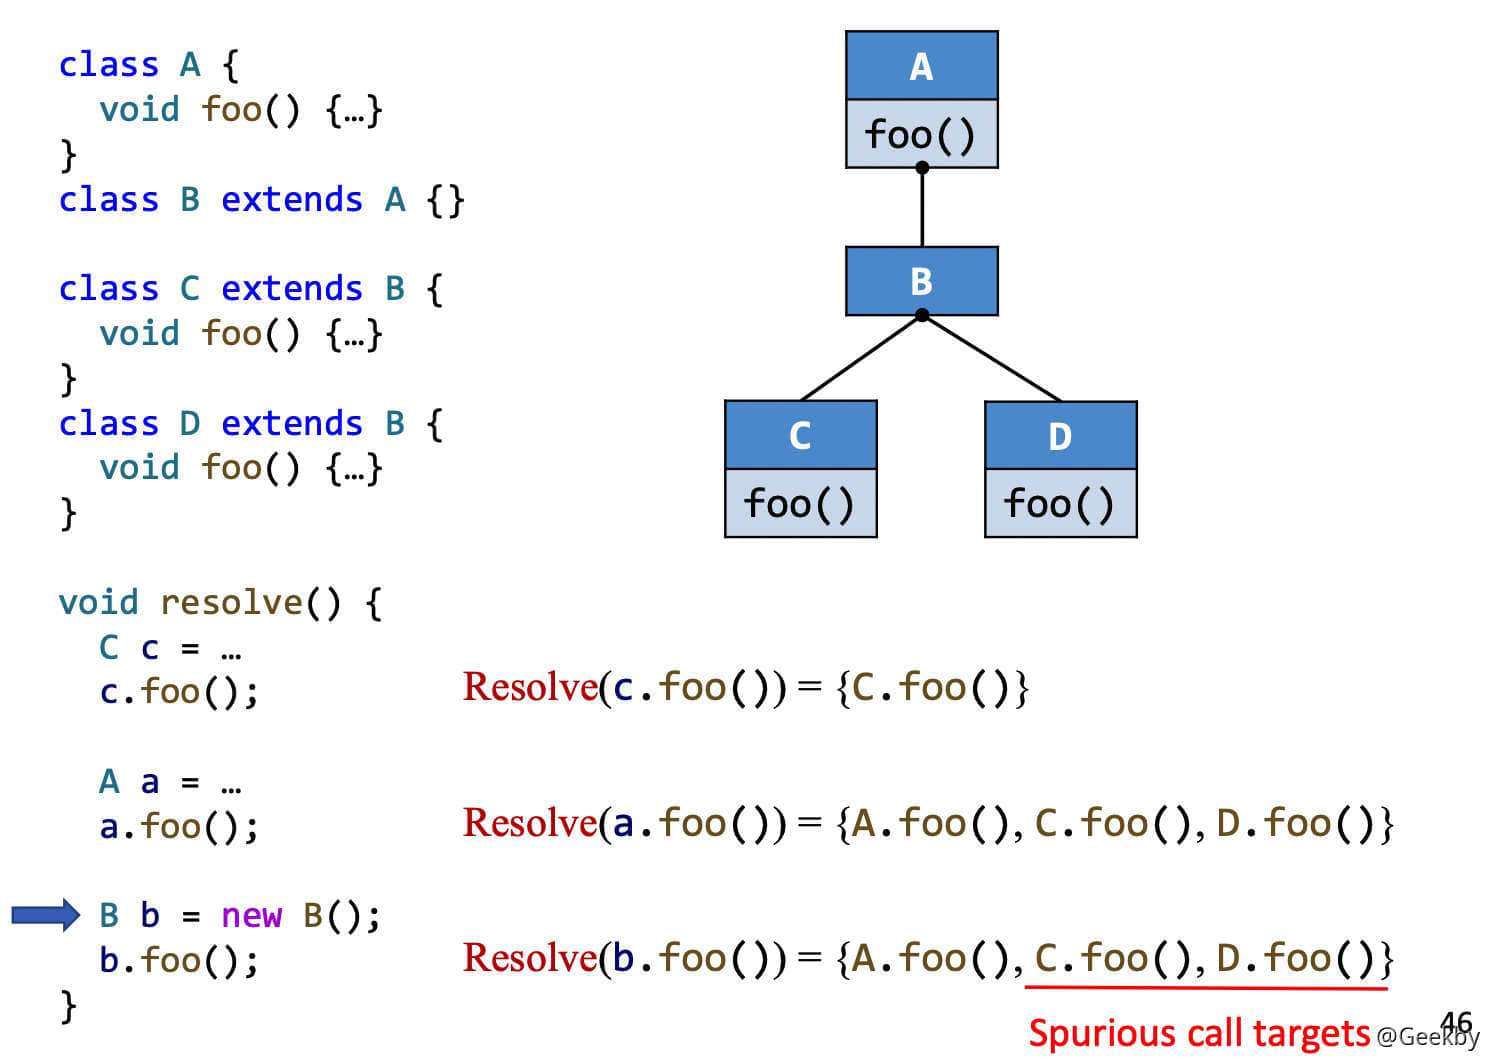 class A {
void foo() {…}
}
class B extends A {}
class C extends B {
void foo() {…}
}
class D extends B {
void foo() {…}
}
A
foo()
B
C
foo()
D
foo()
void resolve() {
C c = …
c.foo();
Resolve(c.foo()) = {C.foo()}
A a = …
a.foo();
Resolve(a.foo()) = {A.foo(), C.foo(), D.foo()}
B b = new B();
b.foo();
Resolve(b.foo()) = {A.foo(), C.foo(), D.foo()}
}
Spurious call targets
46
@Geekby